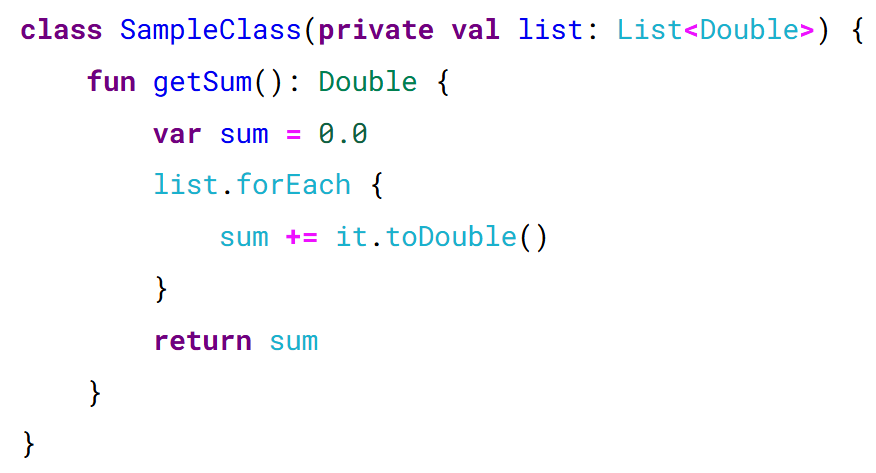 class SampleClass(private val list: List<Double>) {
    fun getSum(): Double {
        var sum = 0.0
        list.forEach {
            sum += it.toDouble()
        }
        return sum
    }
}